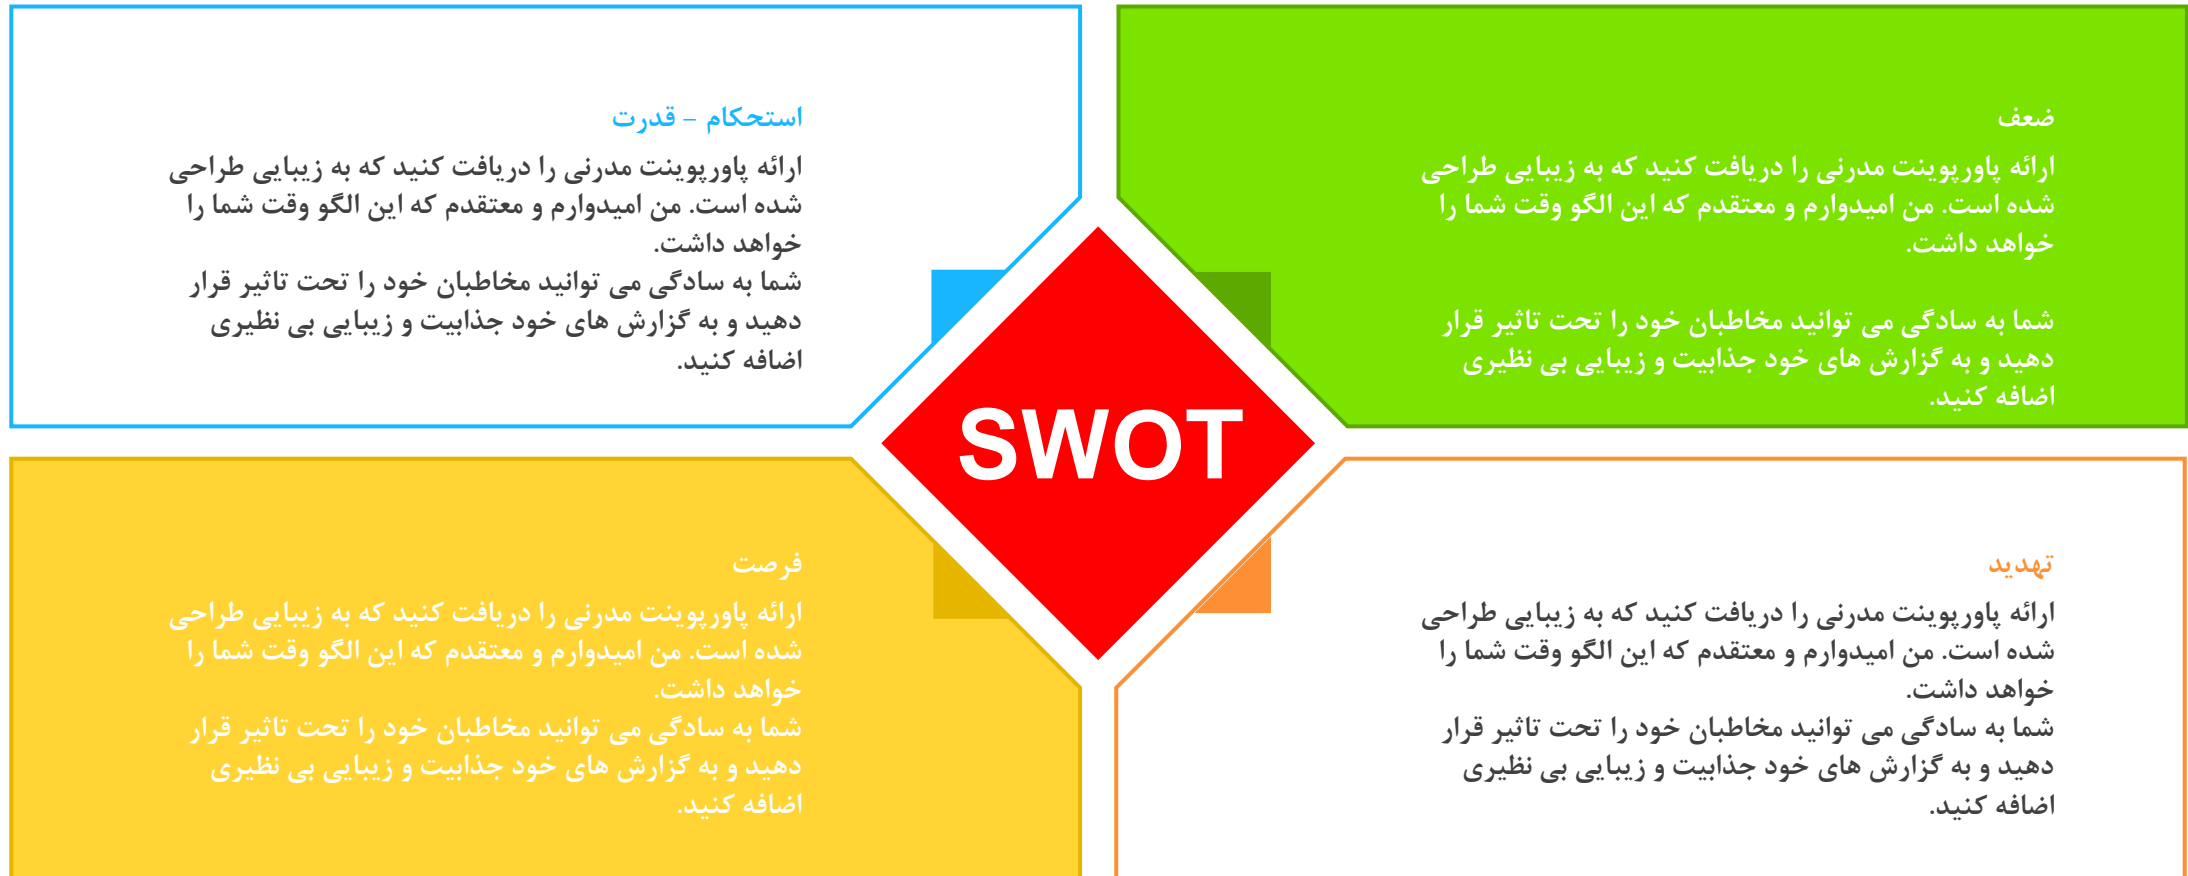 استحکام – قدرت
ارائه پاورپوینت مدرنی را دریافت کنید که به زیبایی طراحی
شده است. من امیدوارم و معتقدم که این الگو وقت شما را
خواهد داشت.
شما به سادگی می توانید مخاطبان خود را تحت تاثیر قرار
دهید و به گزارش های خود جذابیت و زیبایی بی نظیری
اضافه کنید.
ضعف
ارائه پاورپوینت مدرنی را دریافت کنید که به زیبایی طراحی
شده است. من امیدوارم و معتقدم که این الگو وقت شما را
خواهد داشت.
شما به سادگی می توانید مخاطبان خود را تحت تاثیر قرار
دهید و به گزارش های خود جذابیت و زیبایی بی نظیری
اضافه کنید.
SWOT
فرصت
ارائه پاورپوینت مدرنی را دریافت کنید که به زیبایی طراحی
شده است. من امیدوارم و معتقدم که این الگو وقت شما را
خواهد داشت.
شما به سادگی می توانید مخاطبان خود را تحت تاثیر قرار
دهید و به گزارش های خود جذابیت و زیبایی بی نظیری
اضافه کنید.
تهدید
ارائه پاورپوینت مدرنی را دریافت کنید که به زیبایی طراحی
شده است. من امیدوارم و معتقدم که این الگو وقت شما را
خواهد داشت.
شما به سادگی می توانید مخاطبان خود را تحت تاثیر قرار
دهید و به گزارش های خود جذابیت و زیبایی بی نظیری
اضافه کنید.